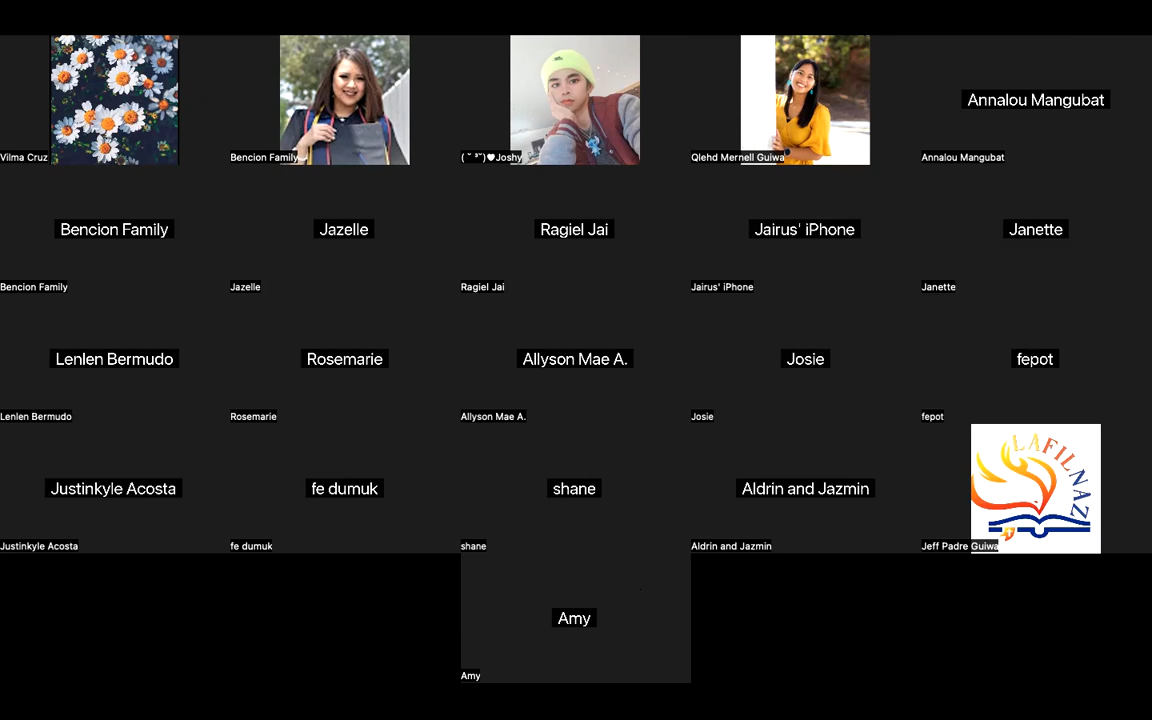 Vilma Cruz
Bencion Family
( ˘ ³˘)♥Joshy
Qlehd Mernell Guiwa
Annalou Mangubat
Annalou Mangubat
Bencion Family
Bencion Family
Jazelle
Jazelle
Ragiel Jai
Ragiel Jai
Jairus' iPhone
Jairus' iPhone
Janette
Janette
Lenlen Bermudo
Lenlen Bermudo
Rosemarie
Rosemarie
Allyson Mae A.
Allyson Mae A.
Josie
Josie
fepot
fepot
Justinkyle Acosta
Justinkyle Acosta
fe dumuk
fe dumuk
shane
shane
Aldrin and Jazmin
Aldrin and Jazmin
LAFILNAZ
Jeff Padre Guiwa
Amy
Amy